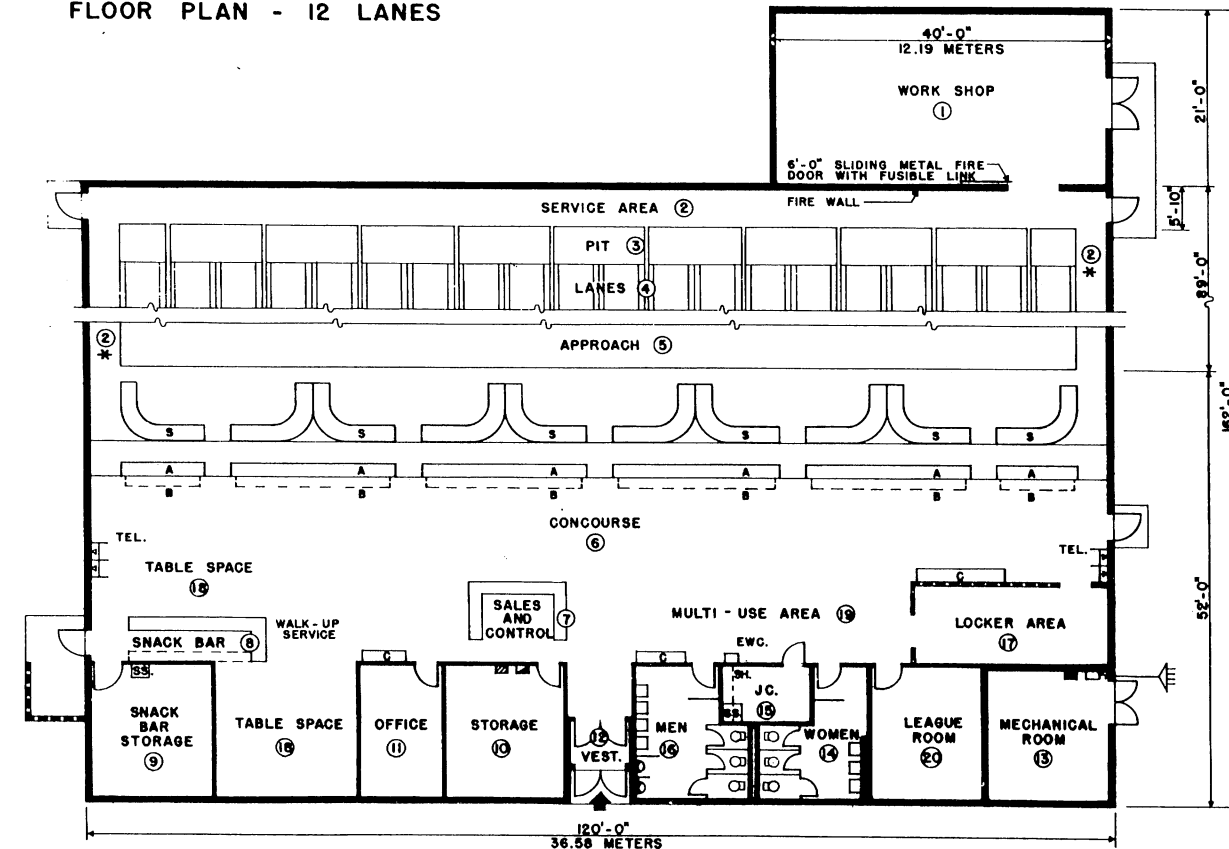 FLOOR PLAN - 12 LANES
40'-0"
12.19 METERS
WORK SHOP
1
21'-0"
6'-0" SLIDING METAL FIRE
DOOR WITH FUSIBLE LINK
FIRE WALL
5'-10"
SERVICE AREA 2
PIT 3
2
*
LANES 4
89'-0"
2
*
APPROACH 5
162'-0"
S S S S S S
A A A A A A
B B B B B B
CONCOURSE
6
TEL.
TEL.
TABLE SPACE
18
C
52'-0"
SALES
AND
CONTROL
7
MULTI-USE AREA 19
LOCKER AREA
17
WALK-UP
SERVICE
SNACK BAR 8
EWC.
C
C
SS.
SH.
JC.
15
SS.
SNACK
BAR
STORAGE
9
TABLE SPACE
18
OFFICE
11
STORAGE
10
12
VEST.
MEN
16
WOMEN
14
LEAGUE
ROOM
20
MECHANICAL
ROOM
13
120'-0"
36.58 METERS